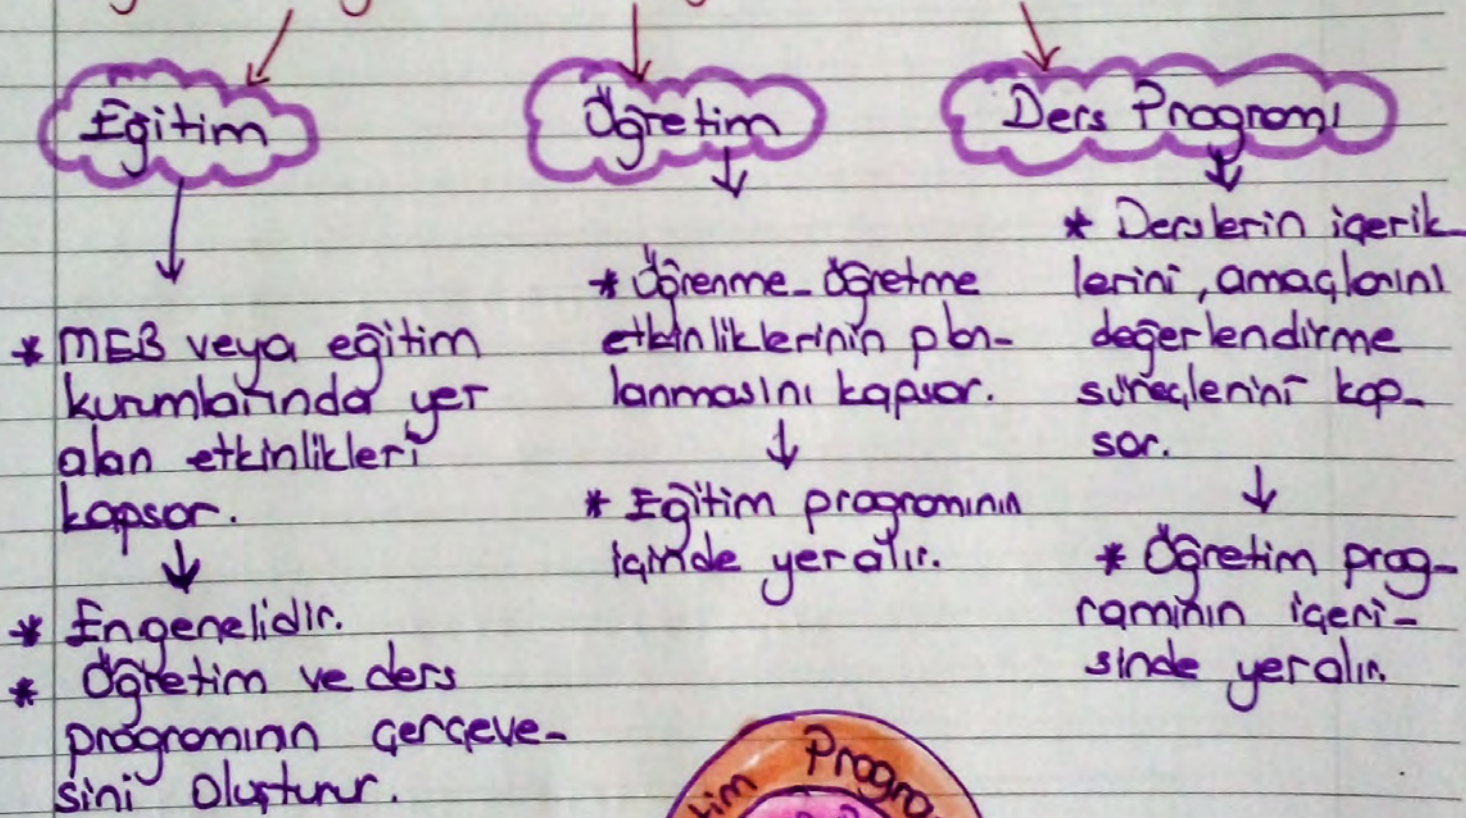 Eğitim
Öğretim
Ders Programı
* MEB veya eğitim
kurumlarında yer
alan etkinlikleri
kapsar.
* En genelidir.
* Öğretim ve ders
programının çerçeve-
sini oluşturur.
* Öğrenme-Öğretme
etkinliklerinin plan-
lanmasını kapsar.
* Eğitim programının
içinde yer alır.
* Derslerin içerik-
lerini, amaçlarını
değerlendirme
süreçlerini kap-
sar.
* Öğretim prog-
ramının içeri-
sinde yer alır.